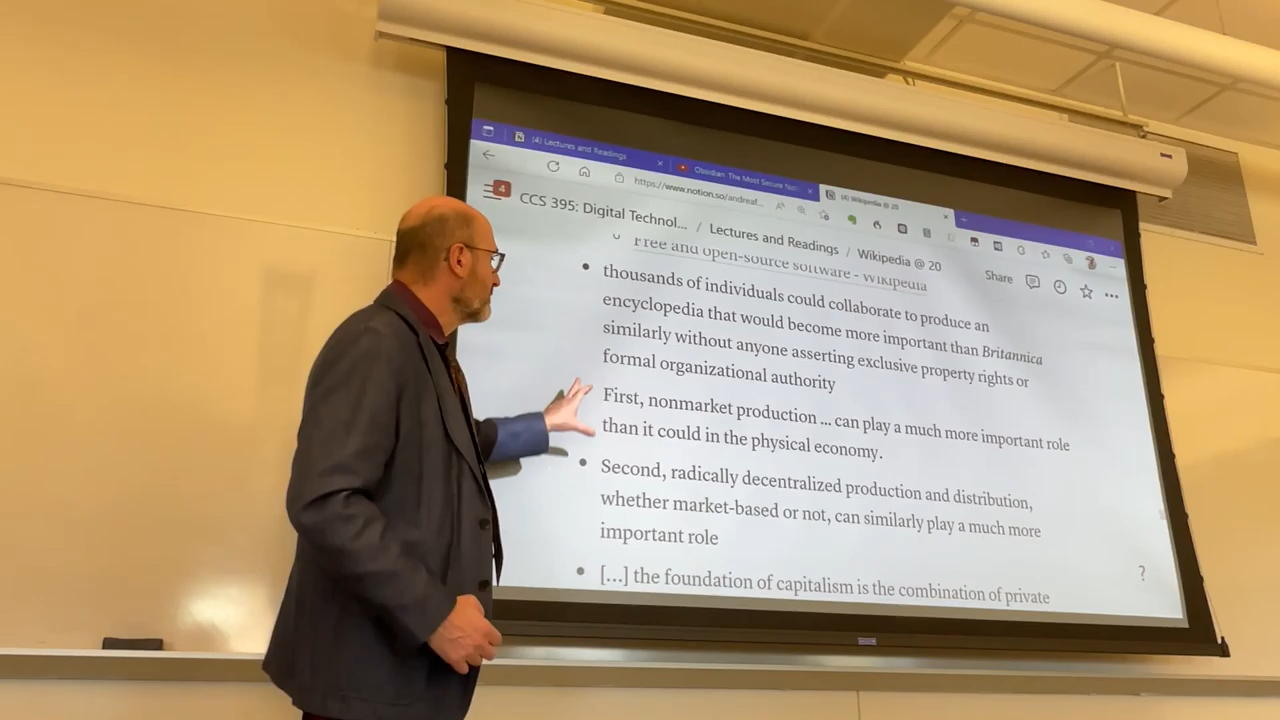 (4) Lectures and Readings
Obsidian: The Most Secure Not
(4) Wikipedia @ 20
https://www.notion.so/andreaf...
4
CCS 395: Digital Technol... / Lectures and Readings / Wikipedia @ 20
Share
Free and open-source software - Wikipedia
thousands of individuals could collaborate to produce an
encyclopedia that would become more important than Britannica
similarly without anyone asserting exclusive property rights or
formal organizational authority
First, nonmarket production ... can play a much more important role
than it could in the physical economy.
Second, radically decentralized production and distribution,
whether market-based or not, can similarly play a much more
important role
[...] the foundation of capitalism is the combination of private
?